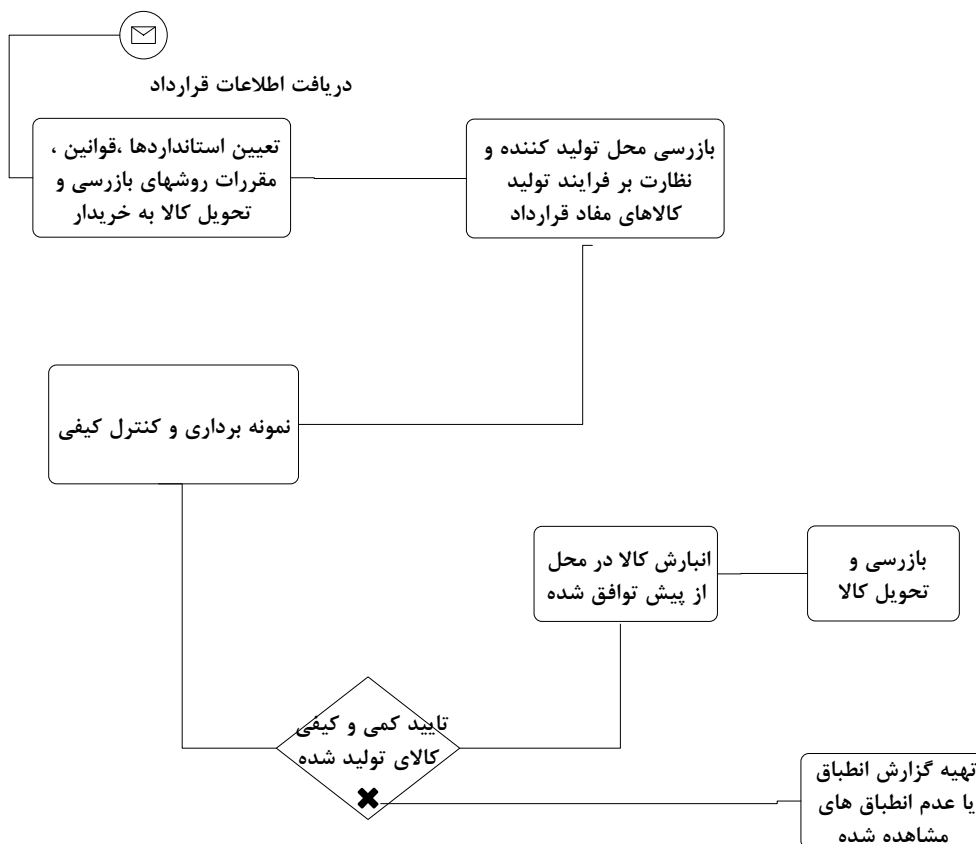 دریافت اطلاعات قرارداد
تعیین استانداردها ،قوانین ،
مقررات روشهای بازرسی و
تحویل کالا به خریدار
بازرسی محل تولید کننده و
نظارت بر فرایند تولید
کالاهای مفاد قرارداد
نمونه برداری و کنترل کیفی
انبارش کالا در محل
از پیش توافق شده
بازرسی و
تحویل کالا
تایید کمی و کیفی
کالای تولید شده
تهیه گزارش انطباق
یا عدم انطباق های
مشاهده شده